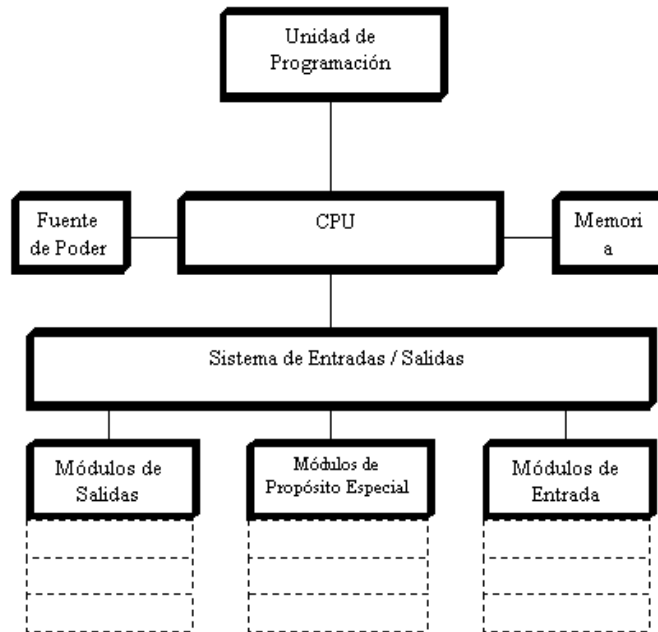 Unidad de
Programación
Fuente
de Poder
CPU
Memori
a
Sistema de Entradas / Salidas
Módulos de
Salidas
Módulos de
Propósito Especial
Módulos de
Entrada